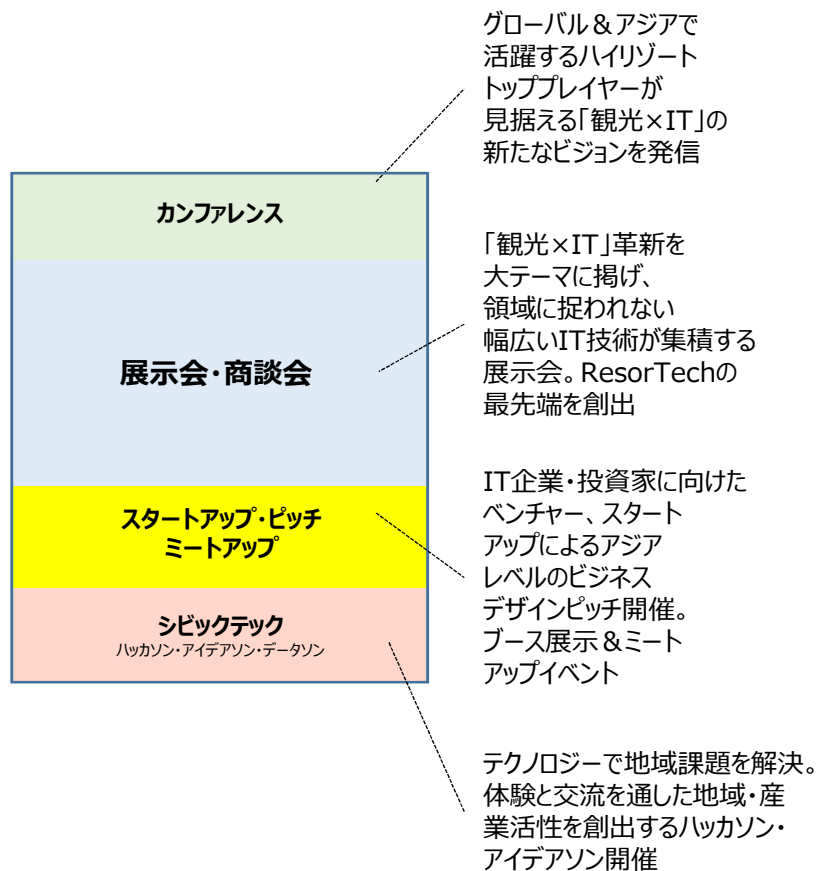 グローバル&アジアで
活躍するハイリゾート
トッププレイヤーが
見据える「観光×IT」の
新たなビジョンを発信
カンファレンス
「観光×IT」革新を
大テーマに掲げ、
領域に捉われない
幅広いIT技術が集積する
展示会。ResorTechの
最先端を創出
展示会・商談会
IT企業・投資家に向けた
ベンチャー、スタート
アップによるアジア
レベルのビジネス
デザインピッチ開催。
ブース展示&ミート
アップイベント
スタートアップ・ピッチ
ミートアップ
シビックテック
ハッカソン・アイデアソン・データソン
テクノロジーで地域課題を解決。
体験と交流を通した地域・産
業活性を創出するハッカソン・
アイデアソン開催